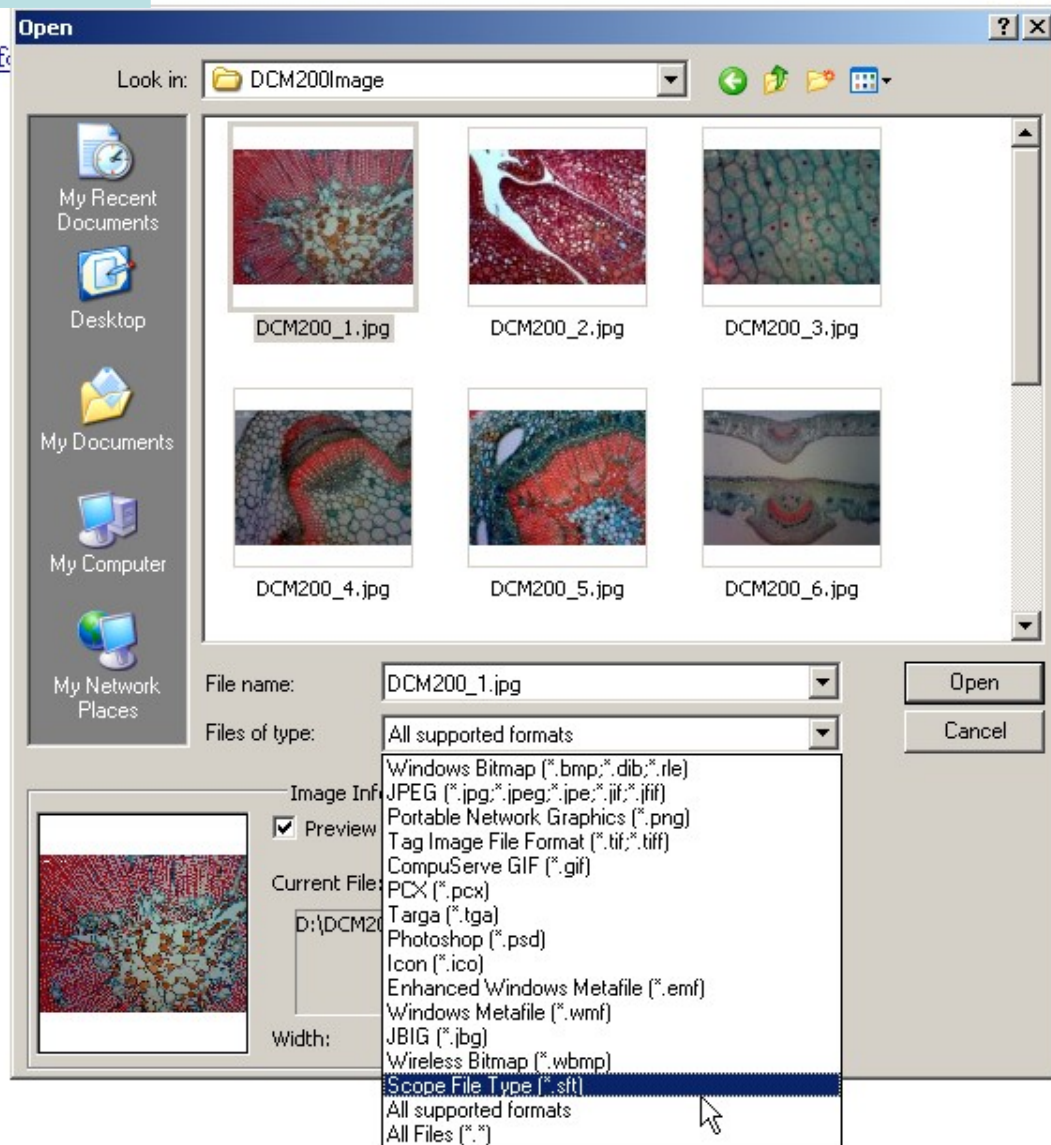 Open
Look in: DCM200Image
My Recent
Documents
Desktop
My Documents
My Computer
My Network
Places
DCM200_1.jpg DCM200_2.jpg DCM200_3.jpg
DCM200_4.jpg DCM200_5.jpg DCM200_6.jpg
File name: DCM200_1.jpg Open
Files of type: All supported formats Cancel
Windows Bitmap (*.bmp;*.dib;*.rle)
JPEG (*.jpg;*.jpeg;*.jpe;*.jif;*.jfif)
Portable Network Graphics (*.png)
Tag Image File Format (*.tif;*.tiff)
CompuServe GIF (*.gif)
PCX (*.pcx)
Targa (*.tga)
Photoshop (*.psd)
Icon (*.ico)
Enhanced Windows Metafile (*.emf)
Windows Metafile (*.wmf)
JBIG (*.jbg)
Wireless Bitmap (*.wbmp)
Scope File Type (*.sft)
All supported formats
All Files (*.*)
Image Inf
Preview
Current File:
D:\DCM20
Width: